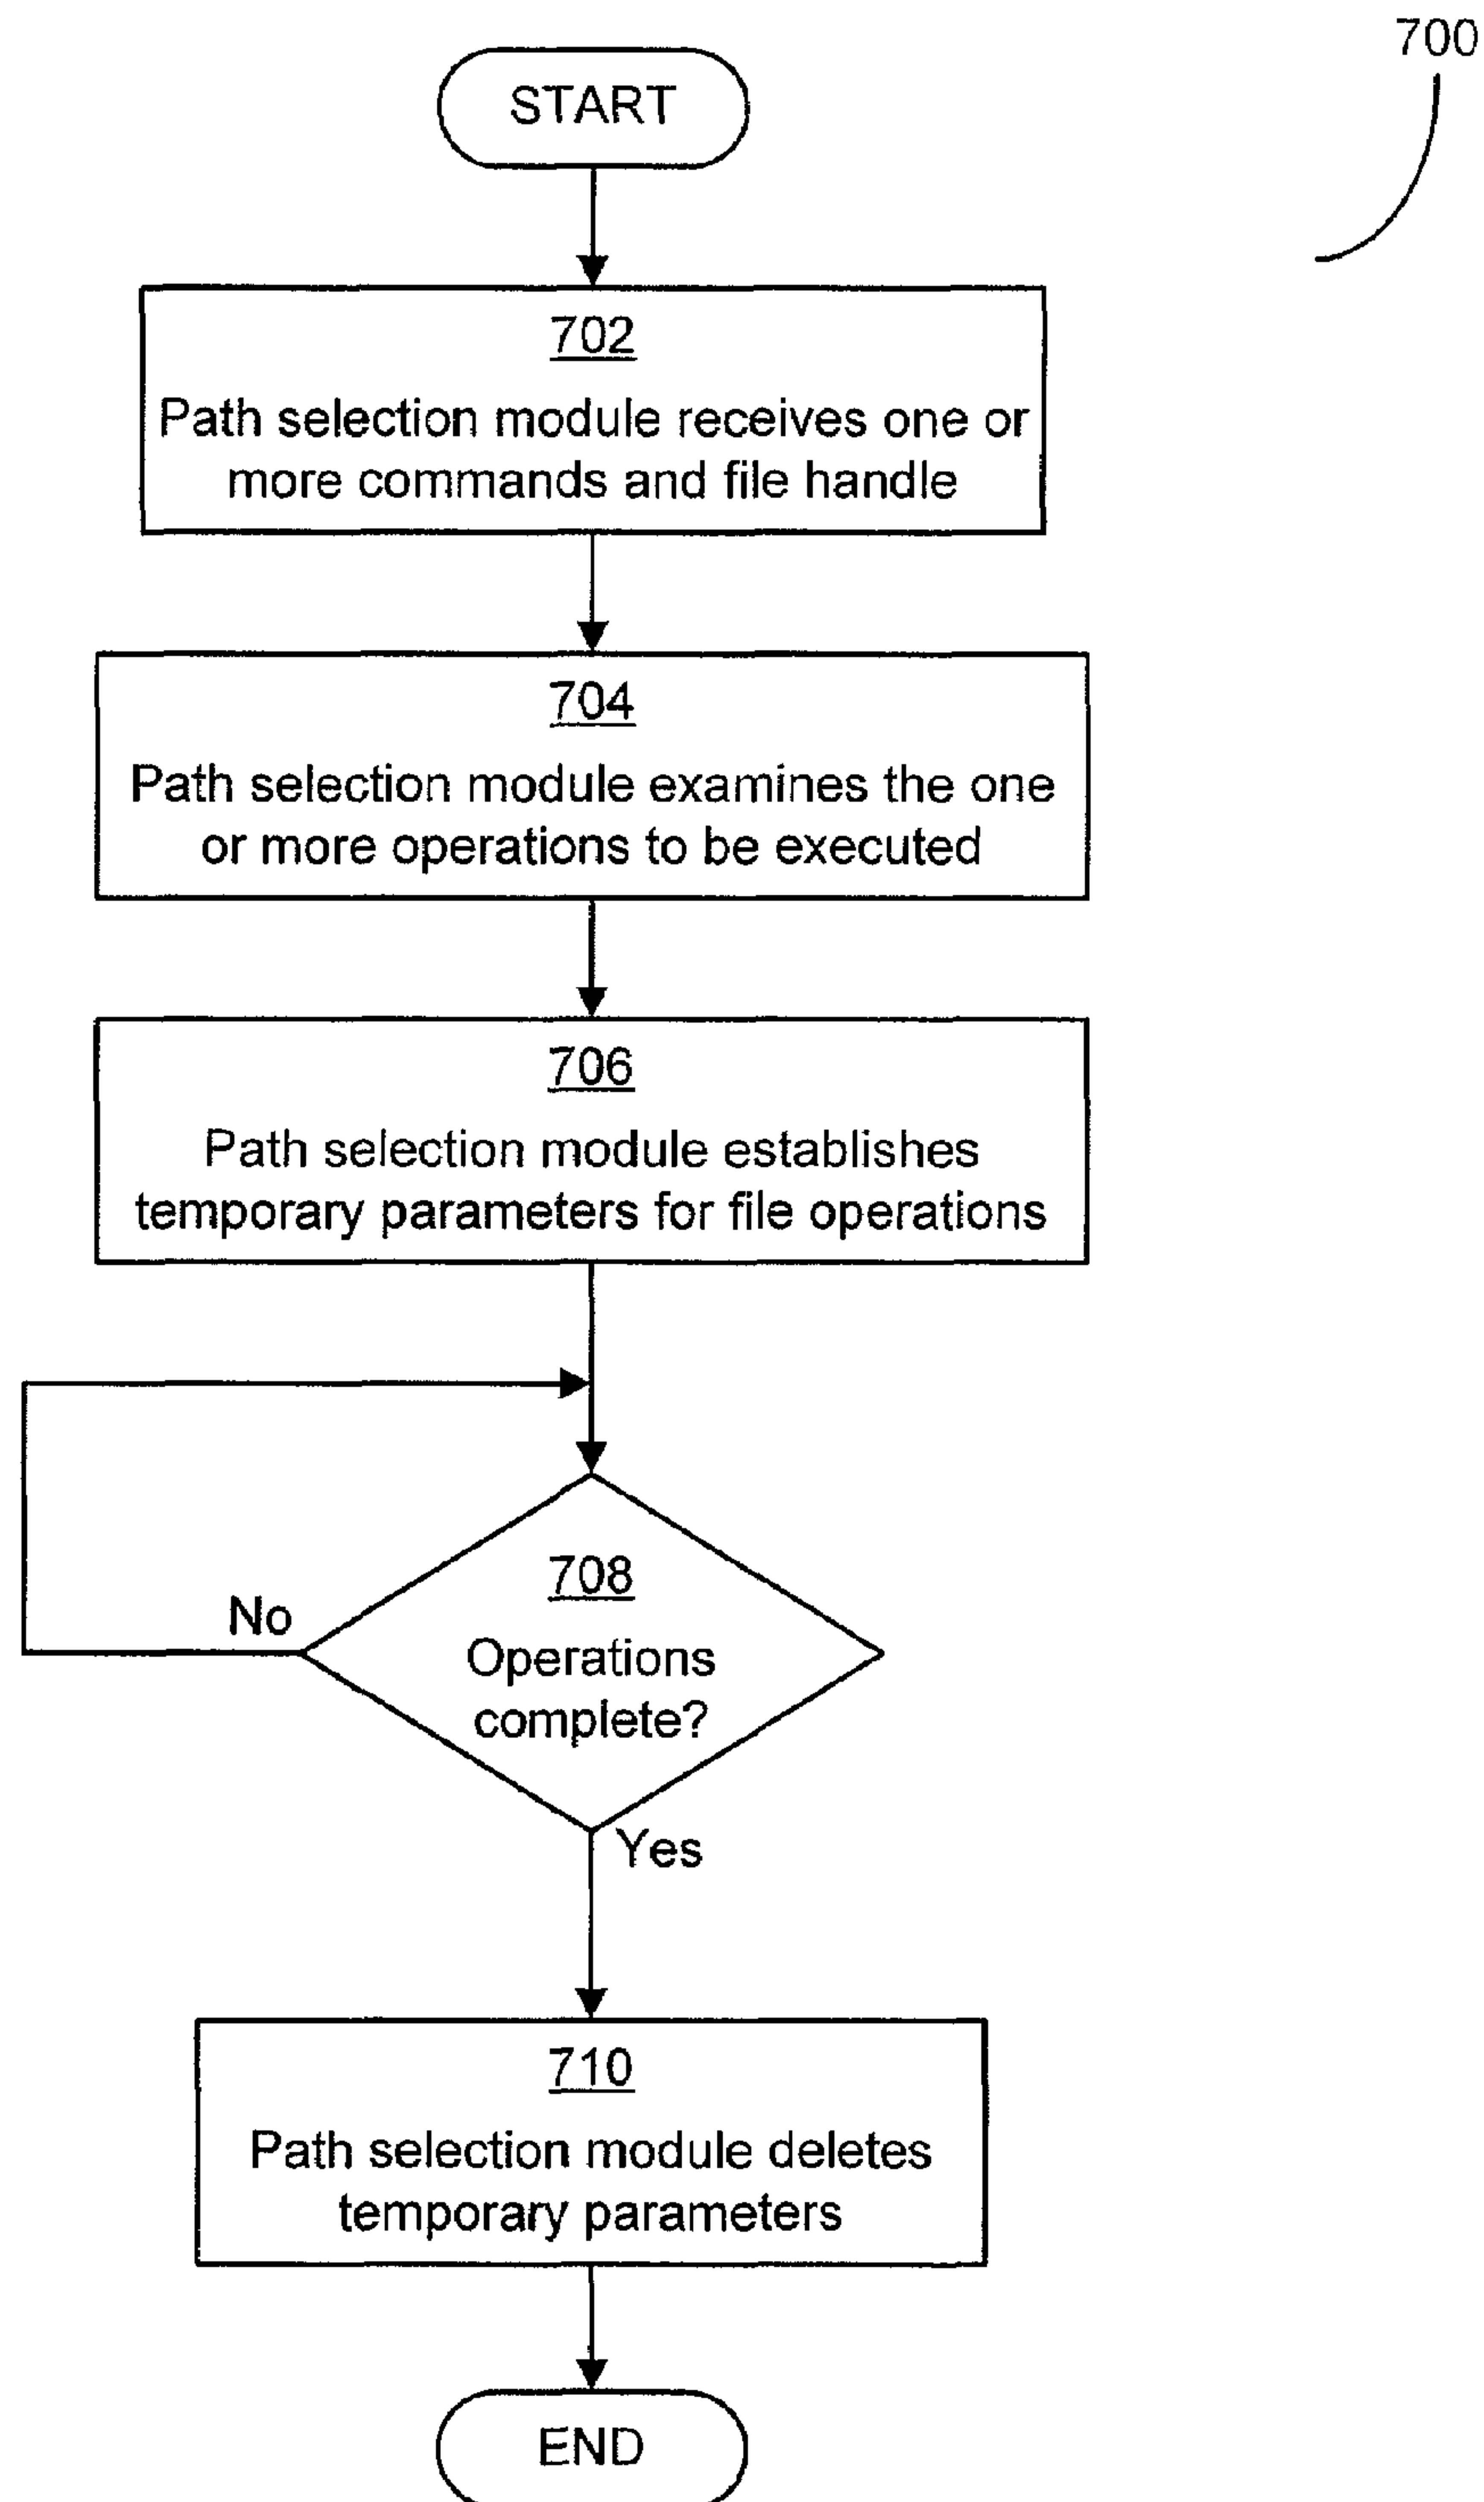 700
START
702
Path selection module receives one or
more commands and file handle
704
Path selection module examines the one
or more operations to be executed
706
Path selection module establishes
temporary parameters for file operations
708
Operations
complete?
No
Yes
710
Path selection module deletes
temporary parameters
END